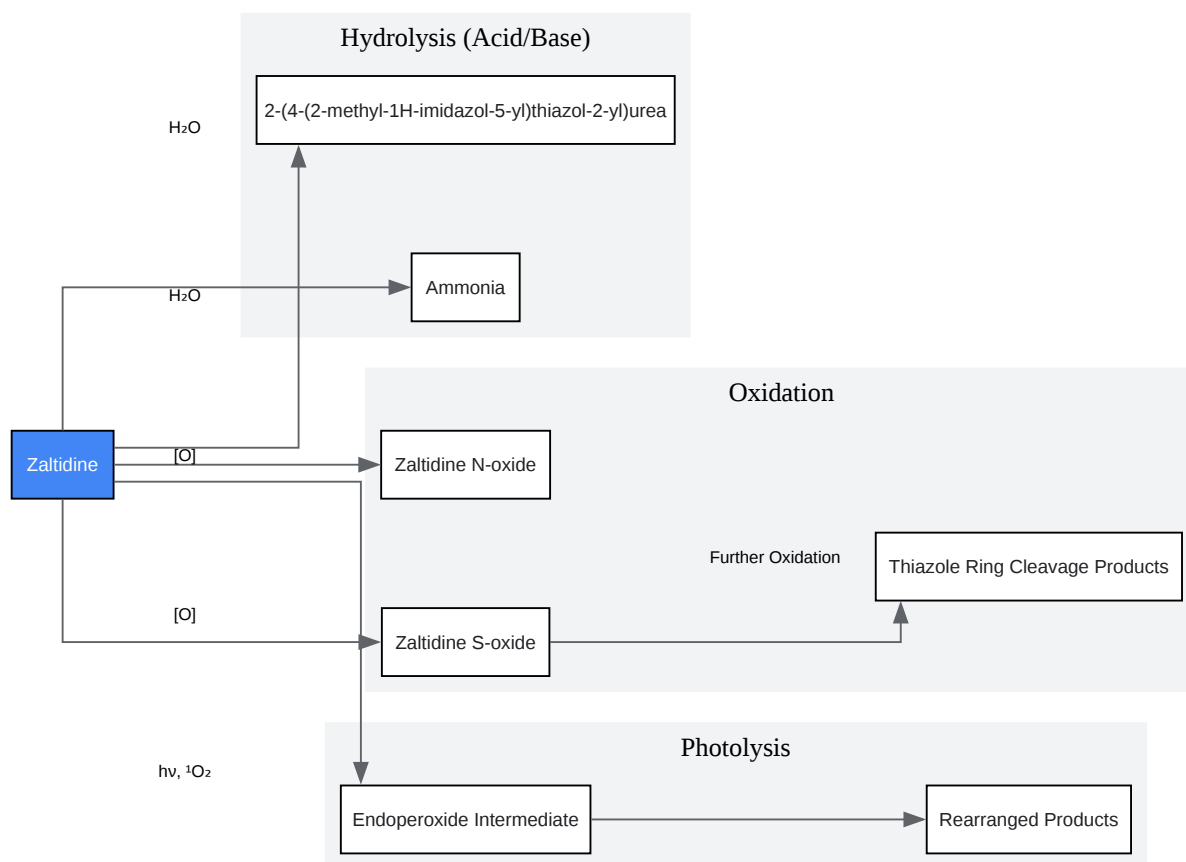 Hydrolysis (Acid/Base)
2-(4-(2-methyl-1H-imidazol-5-yl)thiazol-2-yl)urea
H₂O
Ammonia
H₂O
Oxidation
Zaltidine
[O]
Zaltidine N-oxide
Further Oxidation
Thiazole Ring Cleavage Products
[O]
Zaltidine S-oxide
Photolysis
hν, ¹O₂
Endoperoxide Intermediate
Rearranged Products